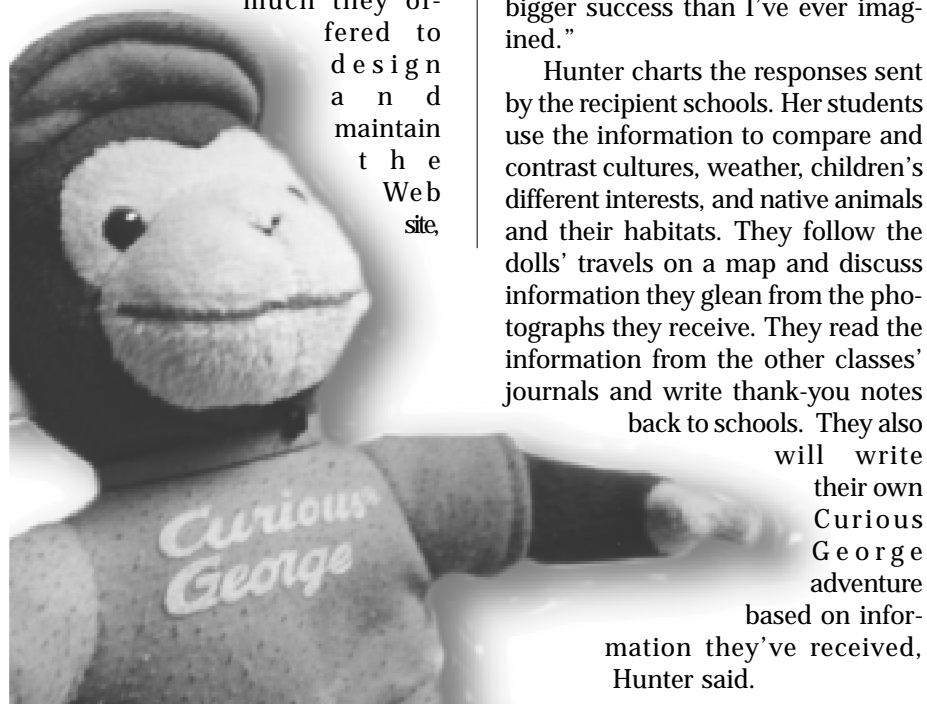 much they of-
fered to
design
and
maintain
the
Web
site,
bigger success than I've ever imag-
ined."
Hunter charts the responses sent
by the recipient schools. Her students
use the information to compare and
contrast cultures, weather, children's
different interests, and native animals
and their habitats. They follow the
dolls' travels on a map and discuss
information they glean from the pho-
tographs they receive. They read the
information from the other classes'
journals and write thank-you notes
back to schools. They also
will write
their own
Curious
George
adventure
based on infor-
mation they've received,
Hunter said.
Curious
George